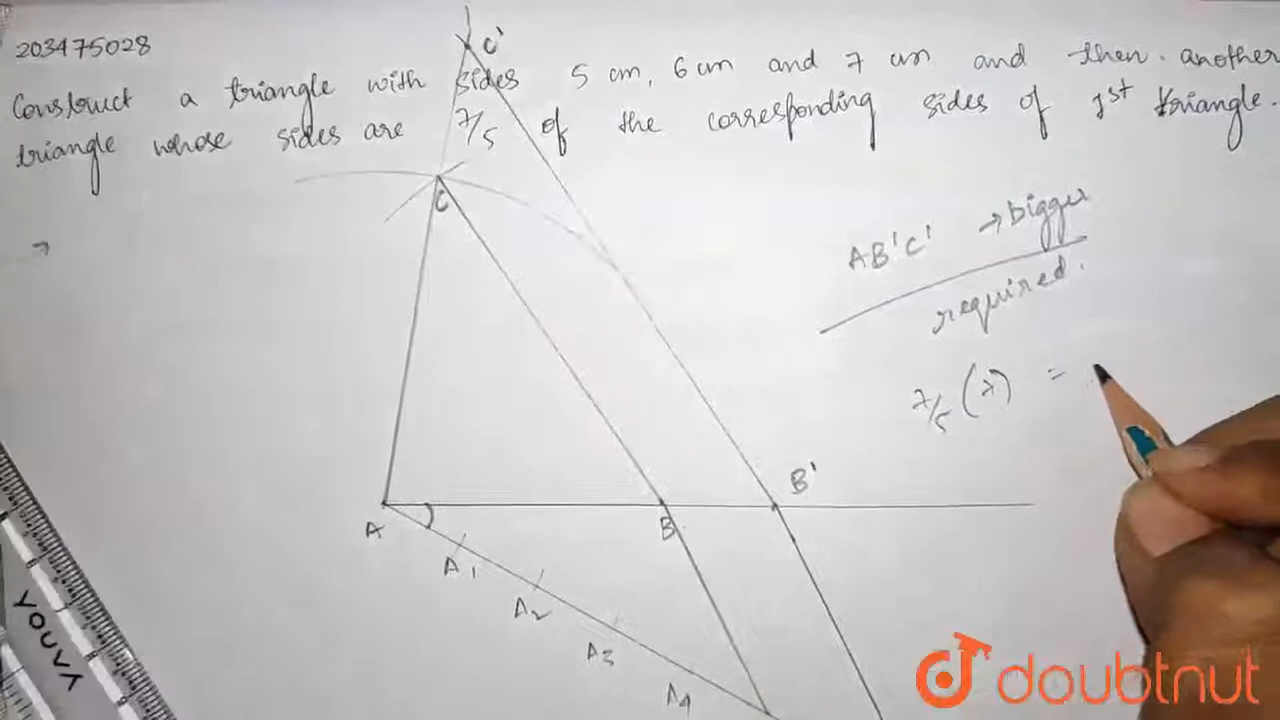 203475028
Construct a triangle with sides 5 cm, 6 cm and 7 cm and then another
triangle whose sides are 7/5 of the corresponding sides of 1st triangle.
C'
C
AB'C' → bigger
required.
7/5 (7) =
A
B
B'
A1
A2
A3
A4
YOUVA
doubtnut